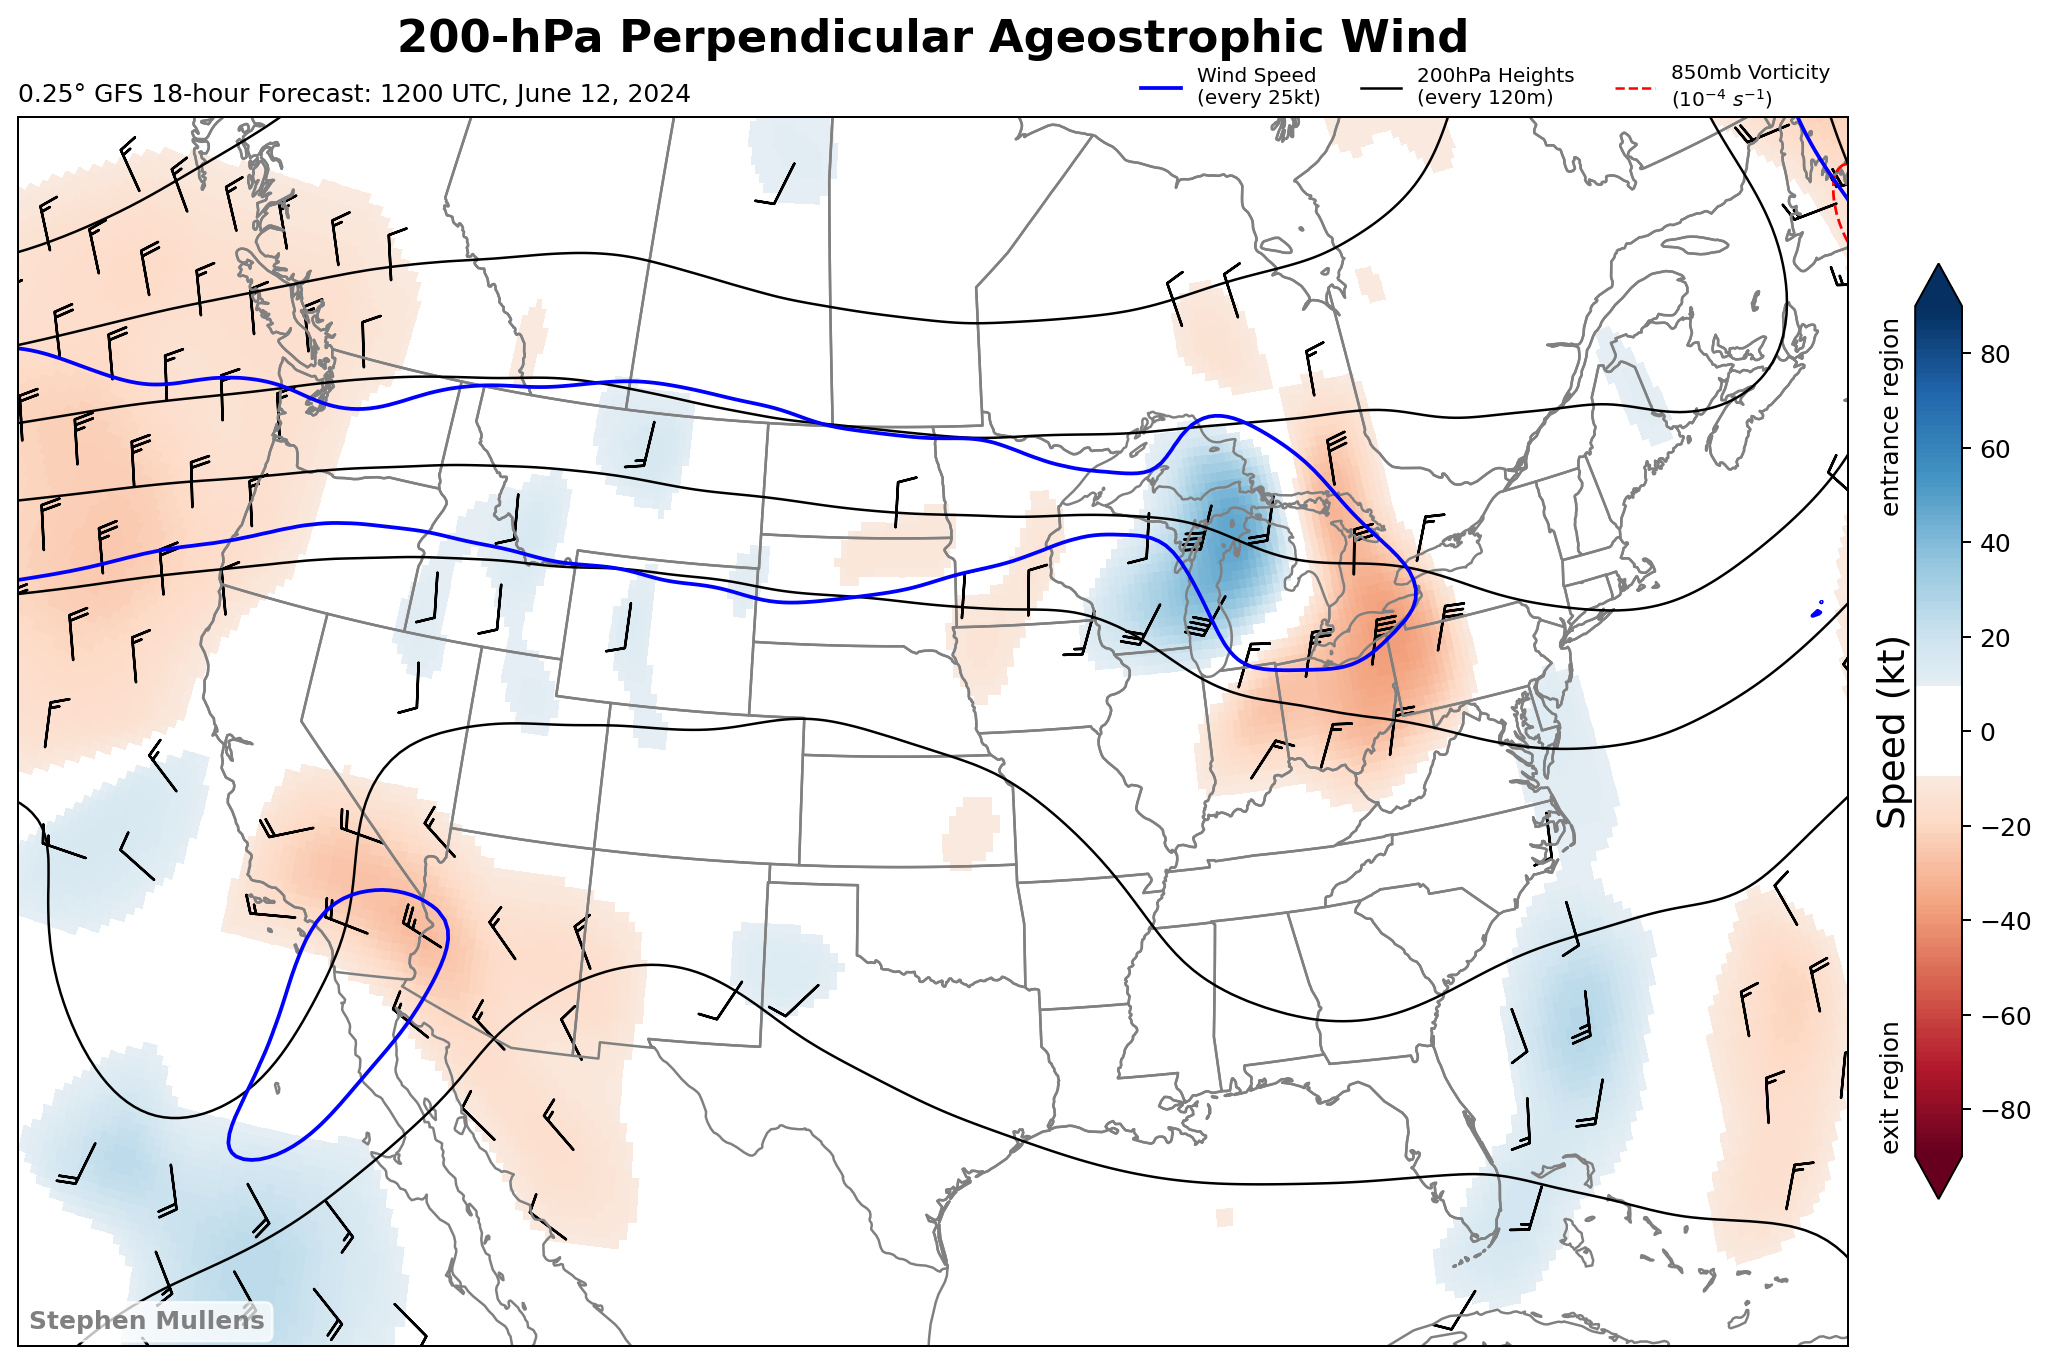 200-hPa Perpendicular Ageostrophic Wind
0.25° GFS 18-hour Forecast: 1200 UTC, June 12, 2024
Wind Speed
(every 25kt)
200hPa Heights
(every 120m)
850mb Vorticity
(10⁻⁴ s⁻¹)
entrance region
Speed (kt)
exit region
80
60
40
20
0
−20
−40
−60
−80
Stephen Mullens